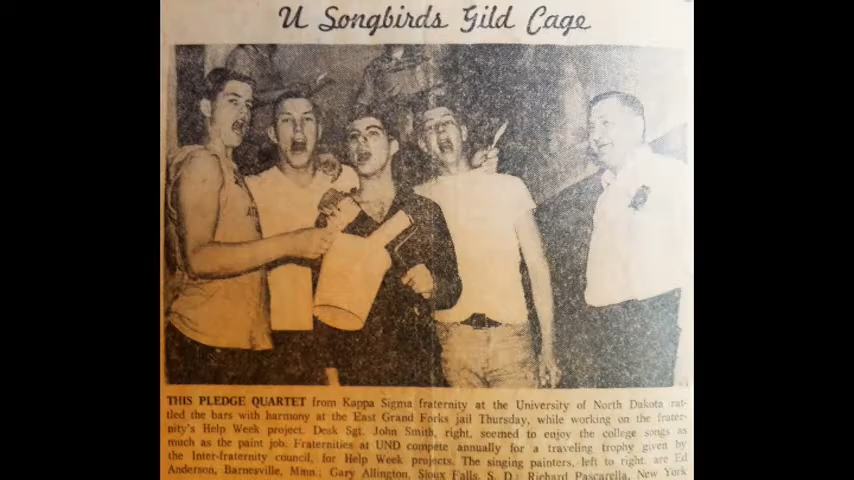 U Songbirds Gild Cage
THIS PLEDGE QUARTET from Kappa Sigma fraternity at the University of North Dakota rat-
tled the bars with harmony at the East Grand Forks jail Thursday, while working on the frater-
nity's Help Week project. Desk Sgt. John Smith, right, seemed to enjoy the college songs as
much as the paint job. Fraternities at UND compete annually for a traveling trophy given by
the Inter-fraternity council, for Help Week projects. The singing painters, left to right, are Ed
Anderson, Barnesville, Minn.; Gary Allington, Sioux Falls, S. D.; Richard Pascarella, New York